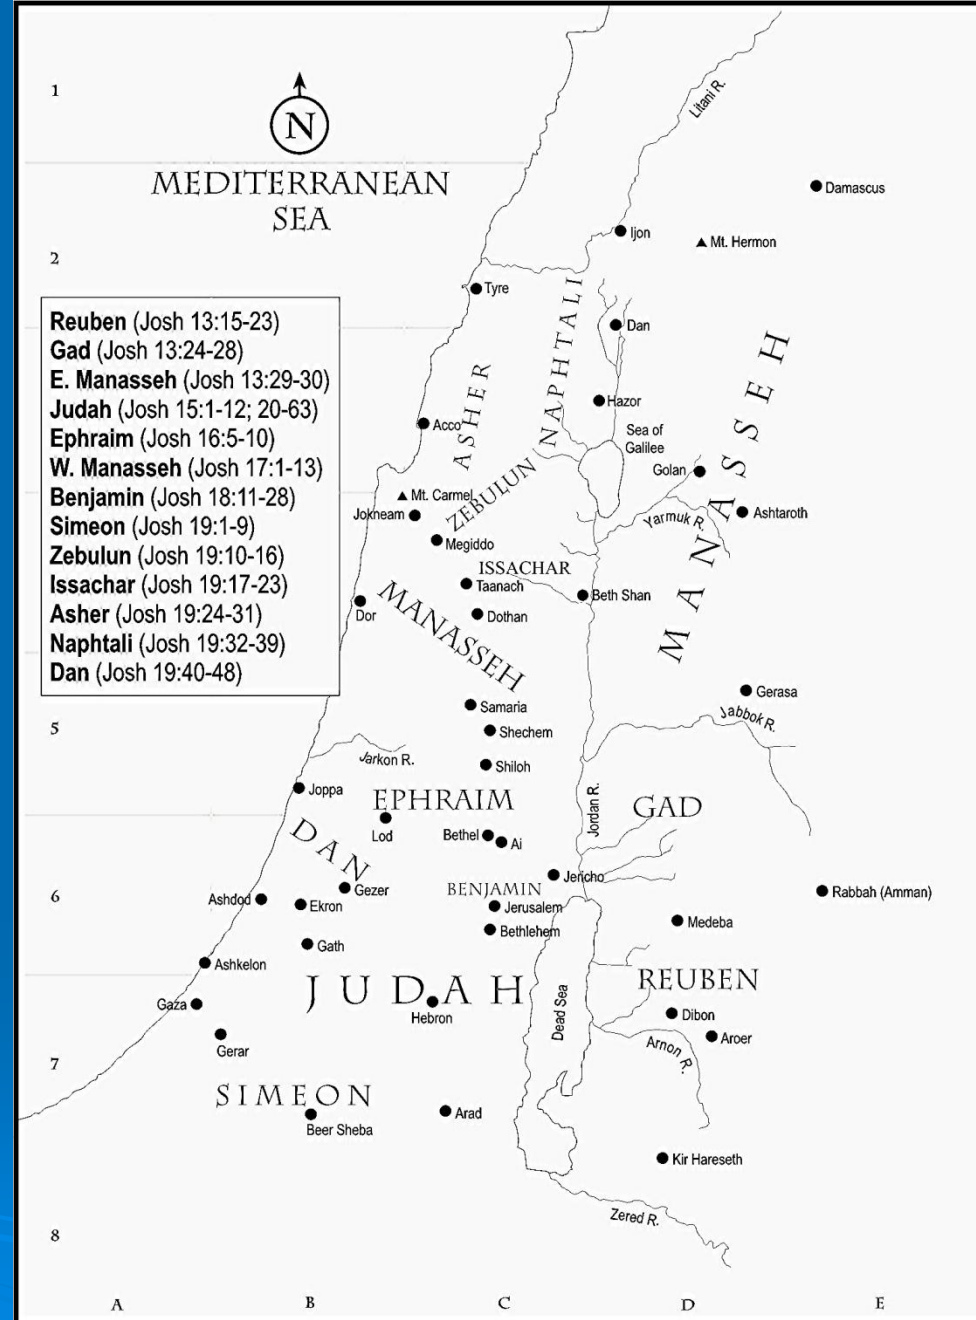 1
N
MEDITERRANEAN
SEA
Litani R.
Damascus
Ijon
Mt. Hermon
2
Tyre
Dan
NAPHTALI
ASHER
MANASSEH
Reuben (Josh 13:15-23)
Gad (Josh 13:24-28)
E. Manasseh (Josh 13:29-30)
Judah (Josh 15:1-12; 20-63)
Ephraim (Josh 16:5-10)
W. Manasseh (Josh 17:1-13)
Benjamin (Josh 18:11-28)
Simeon (Josh 19:1-9)
Zebulun (Josh 19:10-16)
Issachar (Josh 19:17-23)
Asher (Josh 19:24-31)
Naphtali (Josh 19:32-39)
Dan (Josh 19:40-48)
Hazor
Acco
Sea of
Galilee
Golan
Mt. Carmel
ZEBULUN
Jokneam
Yarmuk R.
Ashtaroth
Megiddo
ISSACHAR
Taanach
Beth Shan
Dor
MANASSEH
Dothan
Samaria
Gerasa
Jabbok R.
5
Shechem
Jarkon R.
Shiloh
Joppa
EPHRAIM
Jordan R.
GAD
DAN
Lod
Bethel
Ai
Jericho
6
Gezer
BENJAMIN
Rabbah (Amman)
Ashdod
Ekron
Jerusalem
Medeba
Bethlehem
Gath
Ashkelon
JUDAH
REUBEN
Gaza
Hebron
Dead Sea
Dibon
Gerar
Aroer
Arnon R.
7
SIMEON
Arad
Beer Sheba
Kir Hareseth
Zered R.
8
A
B
C
D
E